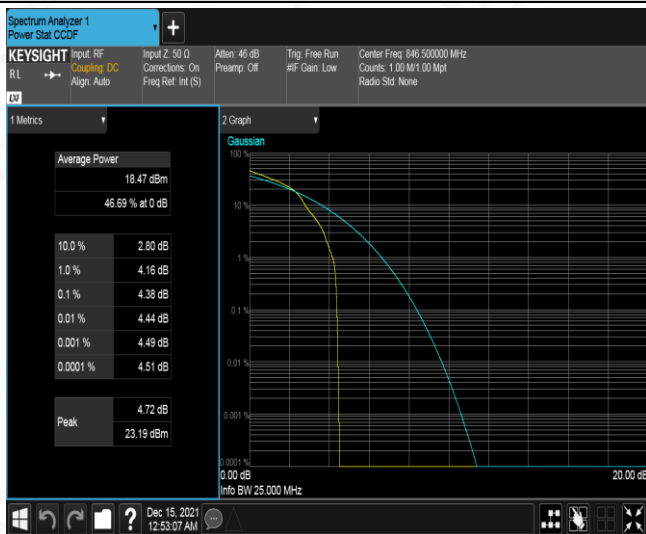 Spectrum Analyzer 1
Power Stat CCDF
+
KEYSIGHT
RL
LXI
Input: RF
Coupling: DC
Align: Auto
Input Z: 50 Ω
Corrections: On
Freq Ref: Int (S)
Atten: 46 dB
Preamp: Off
Trig: Free Run
#IF Gain: Low
Center Freq: 846.500000 MHz
Counts: 1.00 M/1.00 Mpt
Radio Std: None
1 Metrics
Average Power
18.47 dBm
46.69 % at 0 dB
10.0 % 2.80 dB
1.0 % 4.16 dB
0.1 % 4.38 dB
0.01 % 4.44 dB
0.001 % 4.49 dB
0.0001 % 4.51 dB
Peak
4.72 dB
23.19 dBm
2 Graph
Gaussian
100 %
10 %
1 %
0.1 %
0.01 %
0.001 %
0.0001 %
0.00 dB
20.00 dB
Info BW 25.000 MHz
?
Dec 15, 2021
12:53:07 AM